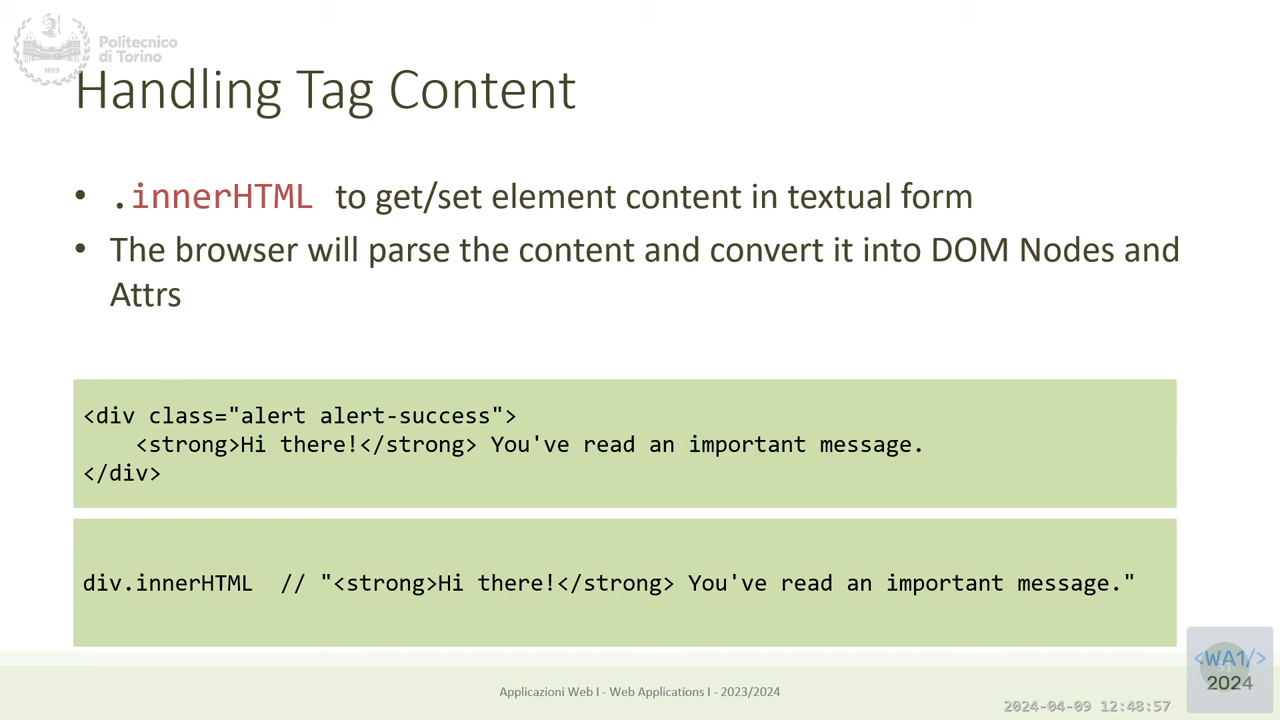 Politecnico
di Torino
1859
Handling Tag Content
• .innerHTML to get/set element content in textual form
• The browser will parse the content and convert it into DOM Nodes and
Attrs
<div class="alert alert-success">
    <strong>Hi there!</strong> You've read an important message.
</div>
div.innerHTML  // "<strong>Hi there!</strong> You've read an important message."
Applicazioni Web I - Web Applications I - 2023/2024
<WA1/>
31
2024
2024-04-09 12:48:57